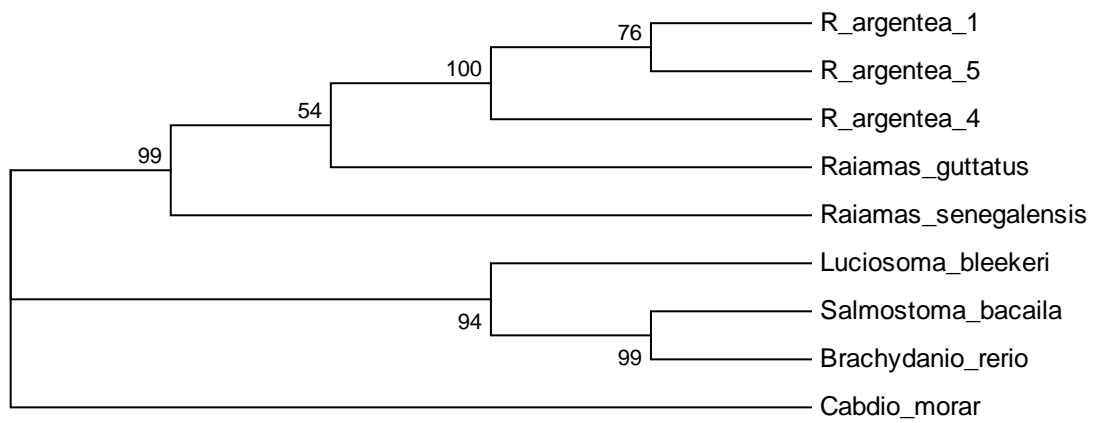 R_argentea_1
76
R_argentea_5
100
R_argentea_4
54
Raiamas_guttatus
99
Raiamas_senegalensis
Luciosoma_bleekeri
94
Salmostoma_bacaila
99
Brachydanio_rerio
Cabdio_morar